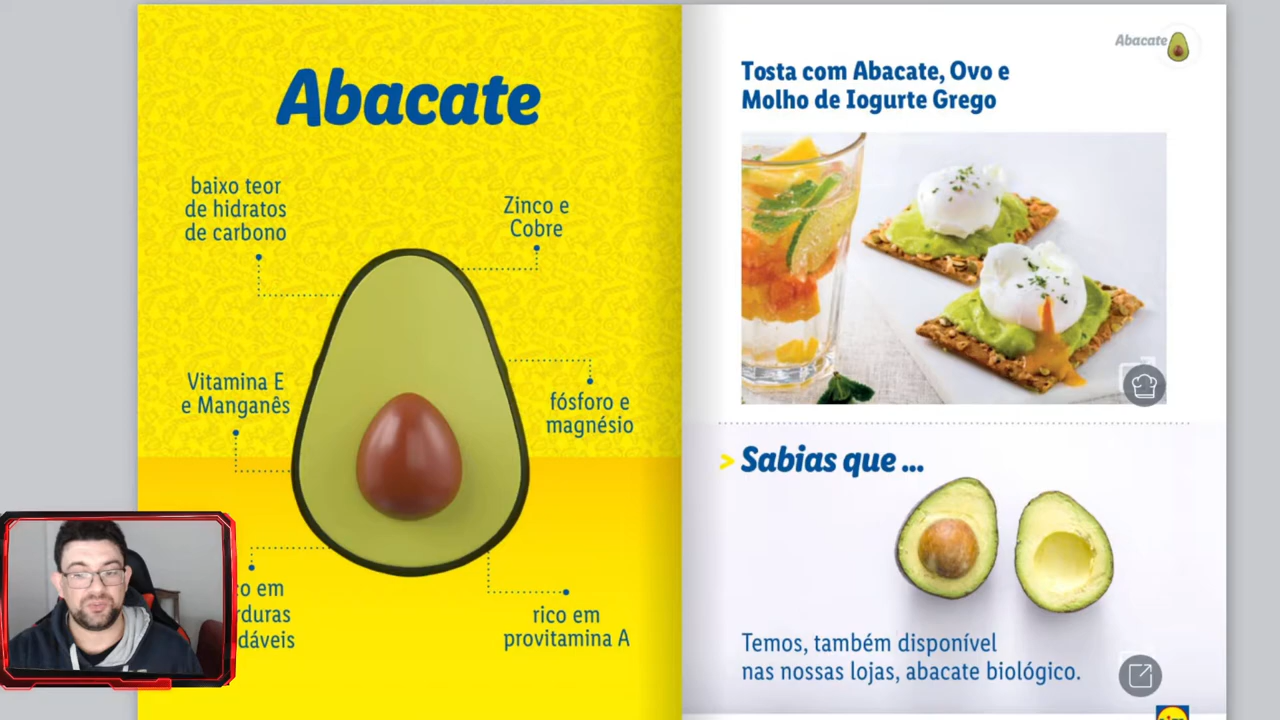 Abacate
baixo teor
de hidratos
de carbono
Zinco e
Cobre
Vitamina E
e Manganês
fósforo e
magnésio
em
rico em
provitamina A
Abacate
Tosta com Abacate, Ovo e
Molho de Iogurte Grego
> Sabias que ...
Temos, também disponível
nas nossas lojas, abacate biológico.